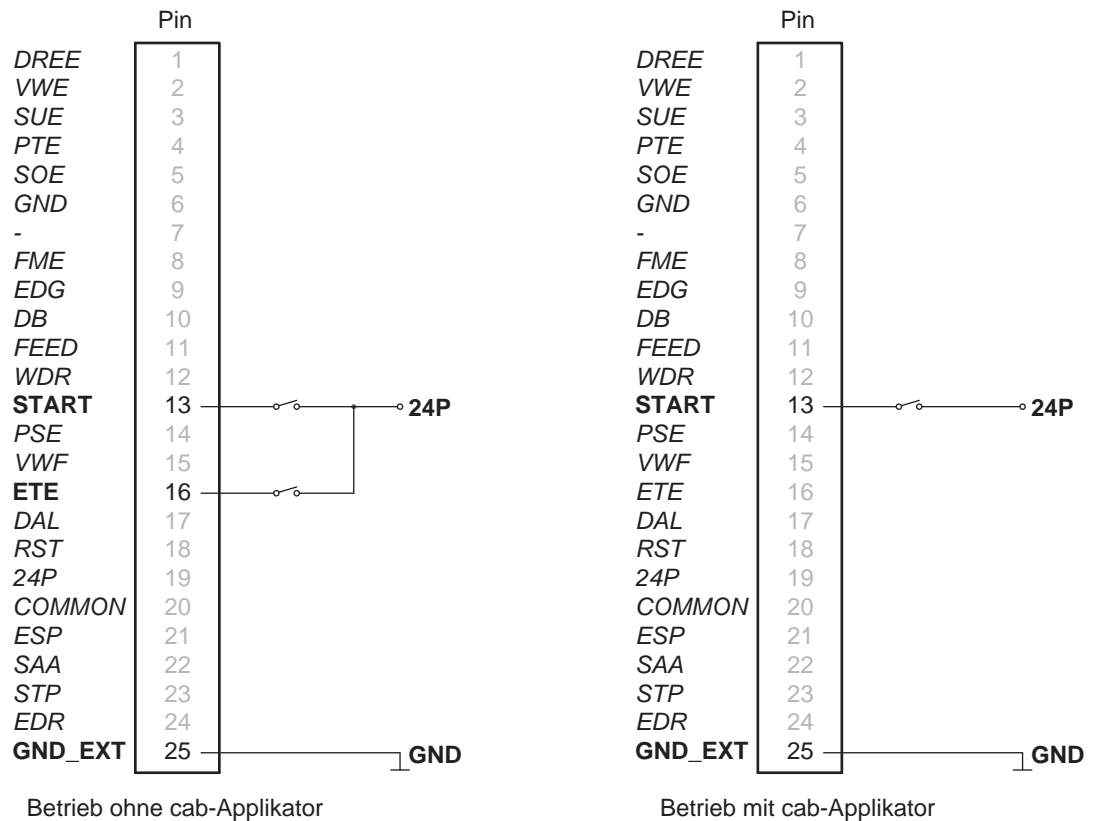 Pin
DREE 1
VWE 2
SUE 3
PTE 4
SOE 5
GND 6
- 7
FME 8
EDG 9
DB 10
FEED 11
WDR 12
START 13 24P
PSE 14
VWF 15
ETE 16
DAL 17
RST 18
24P 19
COMMON 20
ESP 21
SAA 22
STP 23
EDR 24
GND_EXT 25 GND
Betrieb ohne cab-Applikator
Pin
DREE 1
VWE 2
SUE 3
PTE 4
SOE 5
GND 6
- 7
FME 8
EDG 9
DB 10
FEED 11
WDR 12
START 13 24P
PSE 14
VWF 15
ETE 16
DAL 17
RST 18
24P 19
COMMON 20
ESP 21
SAA 22
STP 23
EDR 24
GND_EXT 25 GND
Betrieb mit cab-Applikator